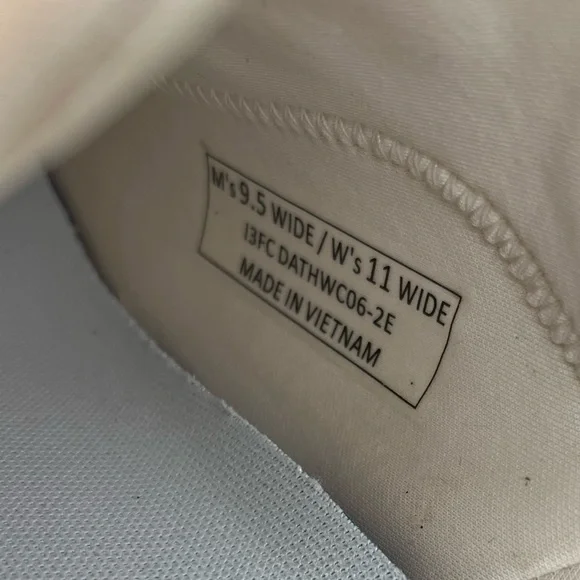 M's 9.5 WIDE / W's 11 WIDE
I3FC DATHWC06-2E
MADE IN VIETNAM